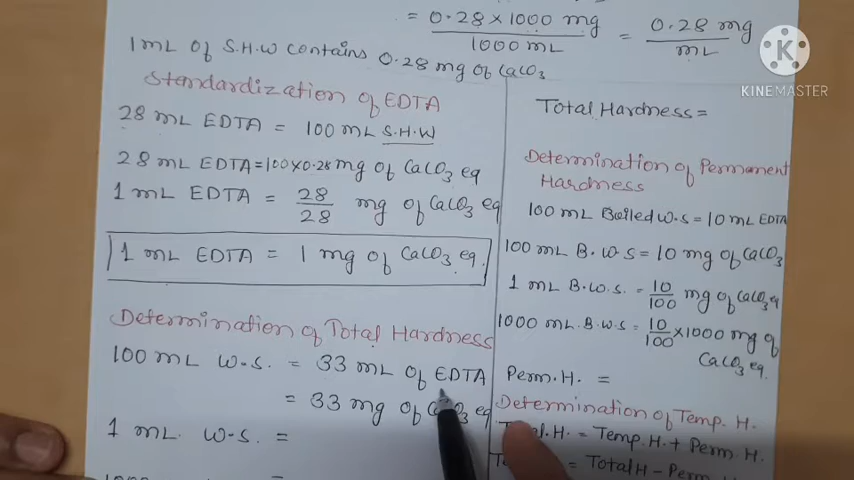 = 0.28 × 1000 mg / 1000 mL = 0.28 mg / mL
1mL Of S.H.W contains 0.28 mg Of CaCO3
Standardization of EDTA
28 mL EDTA = 100 mL S.H.W
28 mL EDTA = 100×0.28 mg Of CaCO3 eq
1 mL EDTA = 28/28 mg of CaCO3 eq
1 mL EDTA = 1 mg of CaCO3 eq.
Determination of Total Hardness
100 mL W.S. = 33 mL Of EDTA
= 33 mg of CaCO3 eq
1 mL W.S. =
Total Hardness =
Determination of Permanent
Hardness
100 mL Boiled W.S = 10 mL EDTA
100 mL B.W.S = 10 mg of CaCO3
1 mL B.W.S. = 10/100 mg of CaCO3 eq
1000 mL B.W.S = 10/100 × 1000 mg of
CaCO3 eq.
Perm.H. =
Determination of Temp. H.
Total.H. = Temp.H. + Perm.H.
= Total H – Perm
K
KINEMASTER